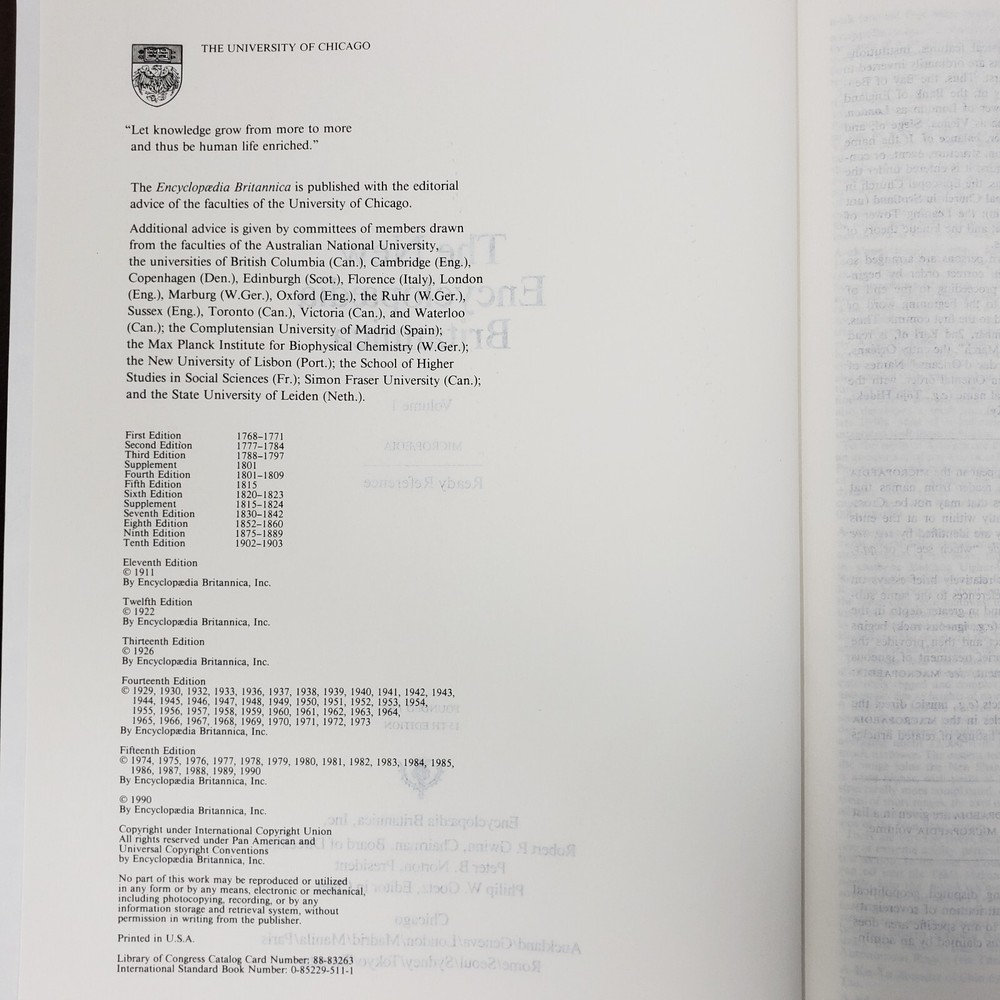 THE UNIVERSITY OF CHICAGO
“Let knowledge grow from more to more
and thus be human life enriched.”
The Encyclopædia Britannica is published with the editorial
advice of the faculties of the University of Chicago.
Additional advice is given by committees of members drawn
from the faculties of the Australian National University,
the universities of British Columbia (Can.), Cambridge (Eng.),
Copenhagen (Den.), Edinburgh (Scot.), Florence (Italy), London
(Eng.), Marburg (W.Ger.), Oxford (Eng.), the Ruhr (W.Ger.),
Sussex (Eng.), Toronto (Can.), Victoria (Can.), and Waterloo
(Can.); the Complutensian University of Madrid (Spain);
the Max Planck Institute for Biophysical Chemistry (W.Ger.);
the New University of Lisbon (Port.); the School of Higher
Studies in Social Sciences (Fr.); Simon Fraser University (Can.);
and the State University of Leiden (Neth.).
First Edition 1768–1771
Second Edition 1777–1784
Third Edition 1788–1797
Supplement 1801
Fourth Edition 1801–1809
Fifth Edition 1815
Sixth Edition 1820–1823
Supplement 1815–1824
Seventh Edition 1830–1842
Eighth Edition 1852–1860
Ninth Edition 1875–1889
Tenth Edition 1902–1903
Eleventh Edition
© 1911
By Encyclopædia Britannica, Inc.
Twelfth Edition
© 1922
By Encyclopædia Britannica, Inc.
Thirteenth Edition
© 1926
By Encyclopædia Britannica, Inc.
Fourteenth Edition
© 1929, 1930, 1932, 1933, 1936, 1937, 1938, 1939, 1940, 1941, 1942, 1943,
1944, 1945, 1946, 1947, 1948, 1949, 1950, 1951, 1952, 1953, 1954,
1955, 1956, 1957, 1958, 1959, 1960, 1961, 1962, 1963, 1964,
1965, 1966, 1967, 1968, 1969, 1970, 1971, 1972, 1973
By Encyclopædia Britannica, Inc.
Fifteenth Edition
© 1974, 1975, 1976, 1977, 1978, 1979, 1980, 1981, 1982, 1983, 1984, 1985,
1986, 1987, 1988, 1989, 1990
By Encyclopædia Britannica, Inc.
© 1990
By Encyclopædia Britannica, Inc.
Copyright under International Copyright Union
All rights reserved under Pan American and
Universal Copyright Conventions
by Encyclopædia Britannica, Inc.
No part of this work may be reproduced or utilized
in any form or by any means, electronic or mechanical,
including photocopying, recording, or by any
information storage and retrieval system, without
permission in writing from the publisher.
Printed in U.S.A.
Library of Congress Catalog Card Number: 88-83263
International Standard Book Number: 0-85229-511-1